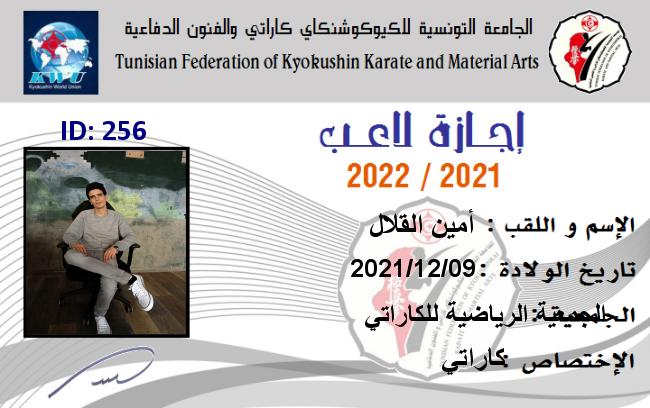 الجامعة التونسية للكيوكوشنكاي كاراتي والفنون الدفاعية
Tunisian Federation of Kyokushin Karate and Material Arts
KWU
Kyokushin World Union
ID: 256
إجازة لاعب
2022 / 2021
الإسم و اللقب : أمين القلال
تاريخ الولادة : 2021/12/09
الجمعية : الجمعية الرياضية للكاراتي
الإختصاص : كاراتي